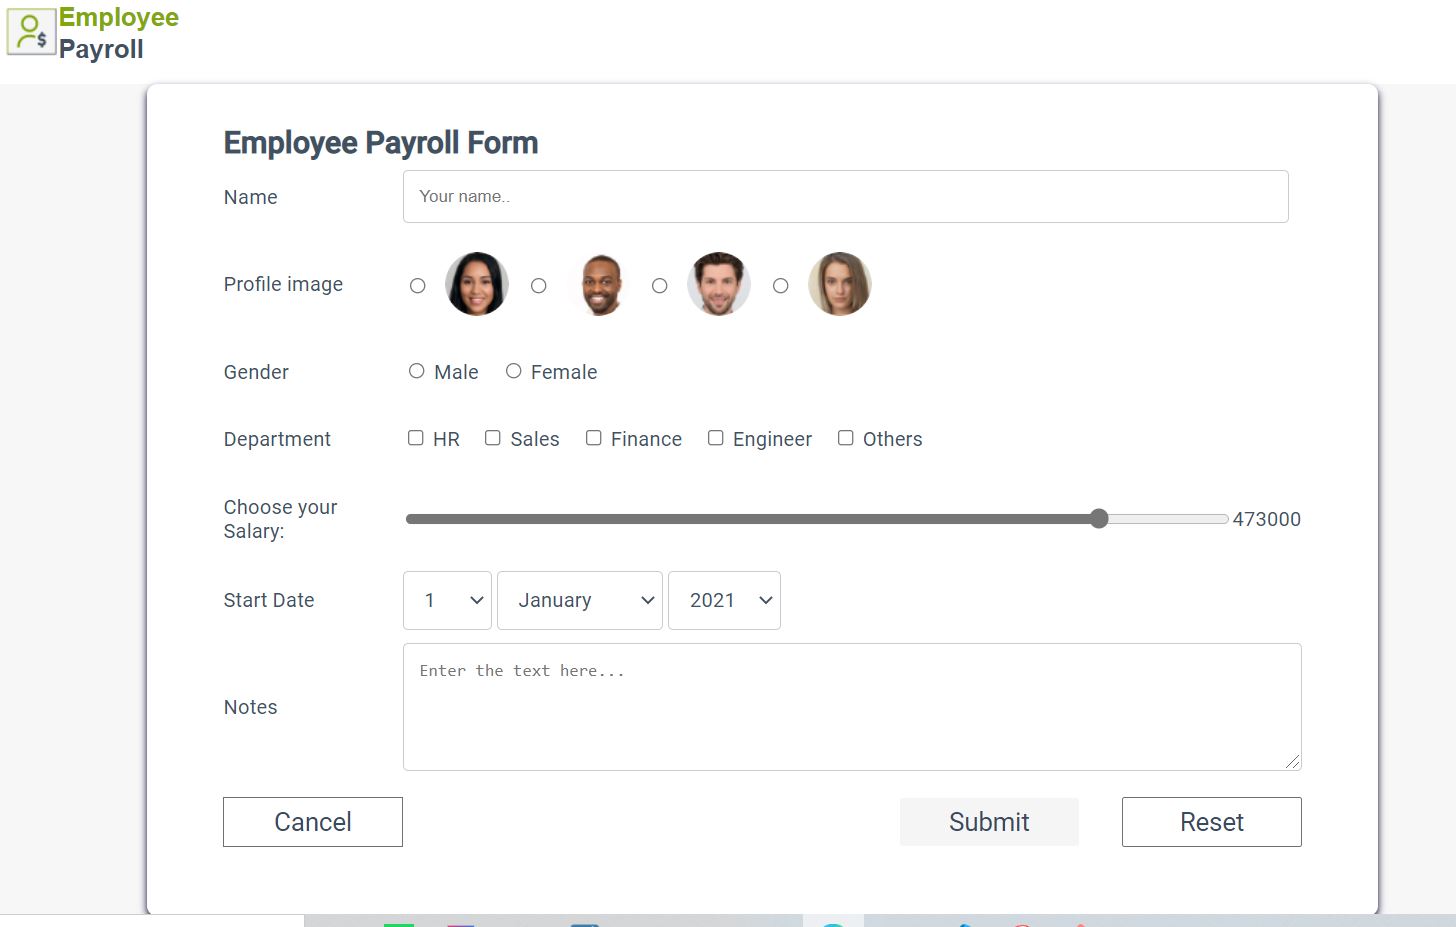 Employee
Payroll
Employee Payroll Form
Name
Your name..
Profile image
Gender
Male Female
Department
HR Sales Finance Engineer Others
Choose your
Salary:
473000
Start Date
1 January 2021
Enter the text here...
Notes
Cancel Submit Reset